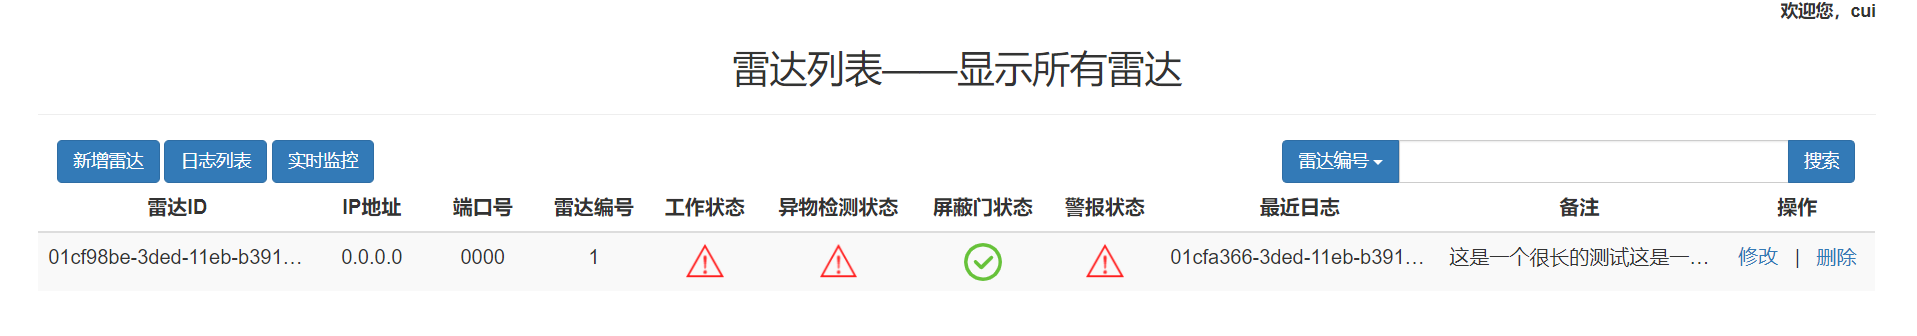 欢迎您，cui
雷达列表——显示所有雷达
新增雷达 日志列表 实时监控 雷达编号 搜索
雷达ID IP地址 端口号 雷达编号 工作状态 异物检测状态 屏蔽门状态 警报状态 最近日志 备注 操作
01cf98be-3ded-11eb-b391... 0.0.0.0 0000 1 01cfa366-3ded-11eb-b391... 这是一个很长的测试这是一... 修改 | 删除